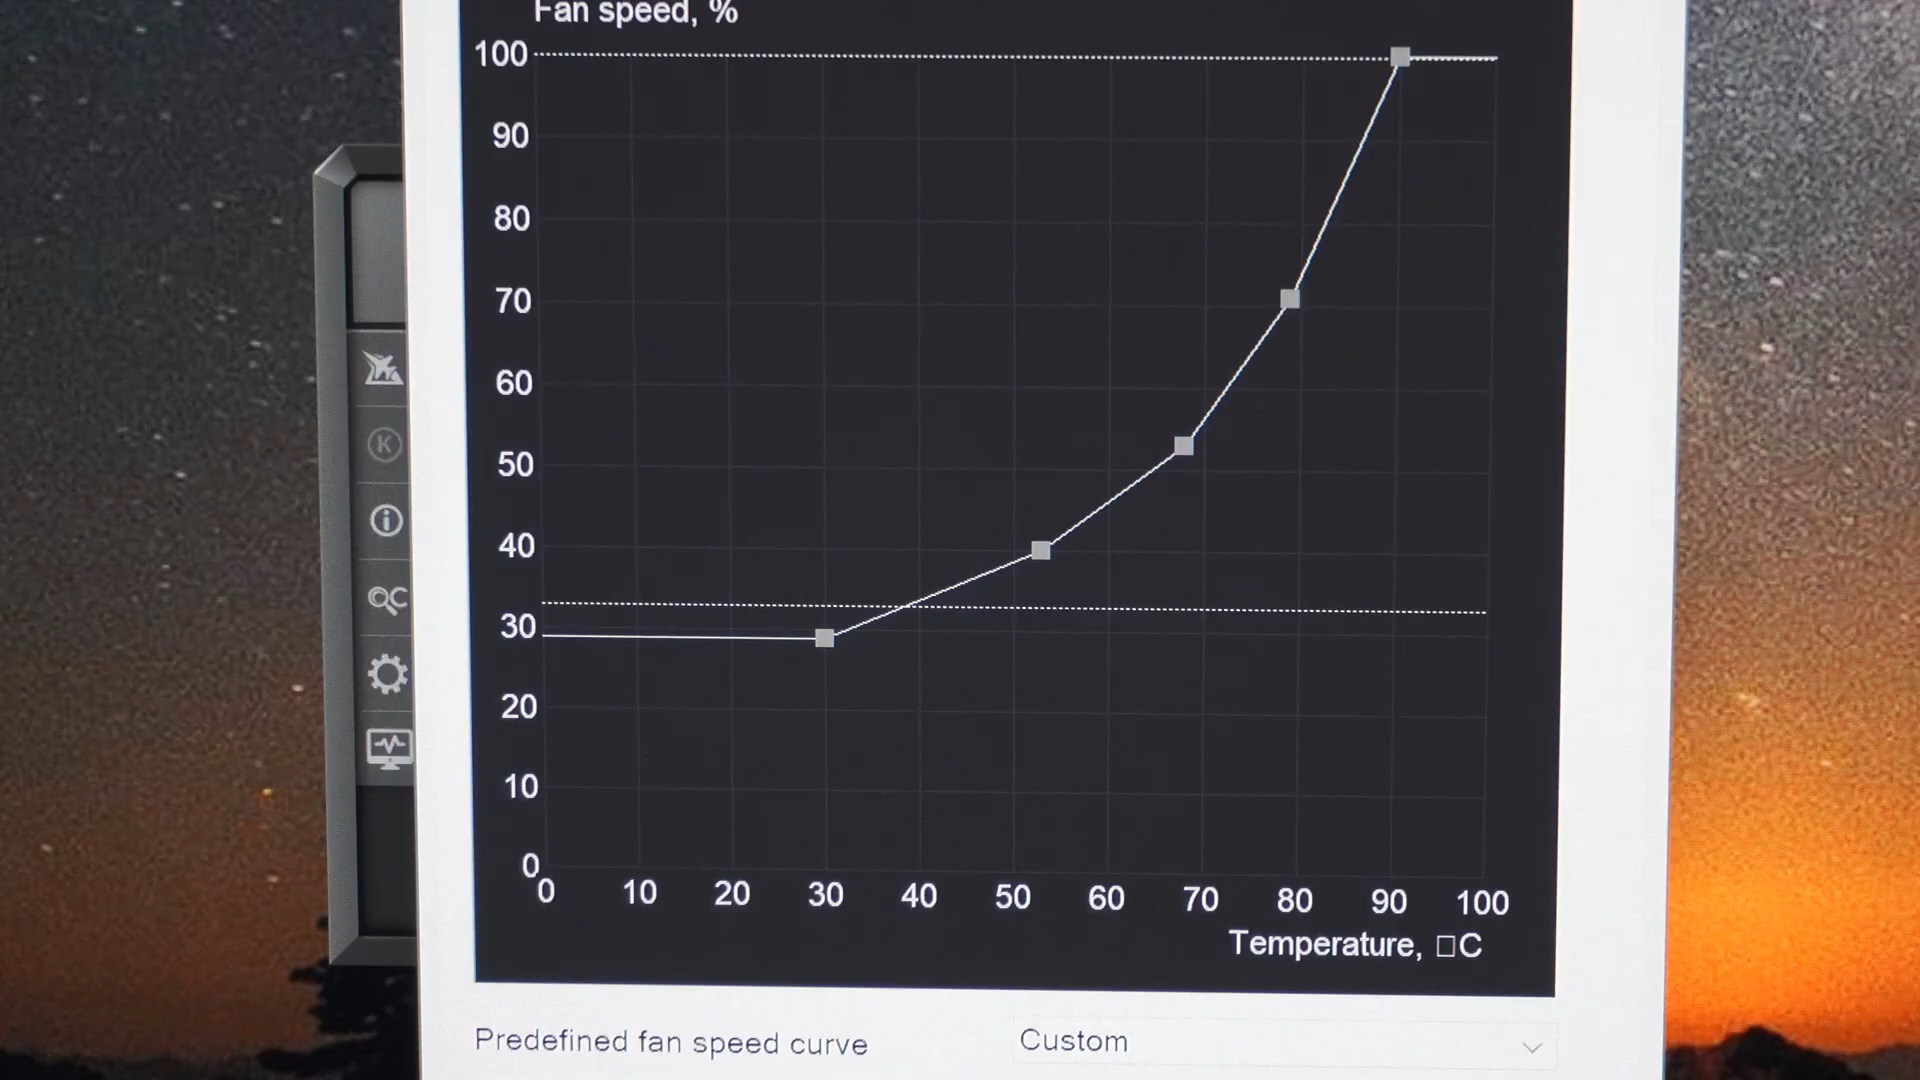 Fan speed, %
100
90
80
70
60
50
40
30
20
10
0
0 10 20 30 40 50 60 70 80 90 100
Temperature, □C
K
i
Predefined fan speed curve Custom